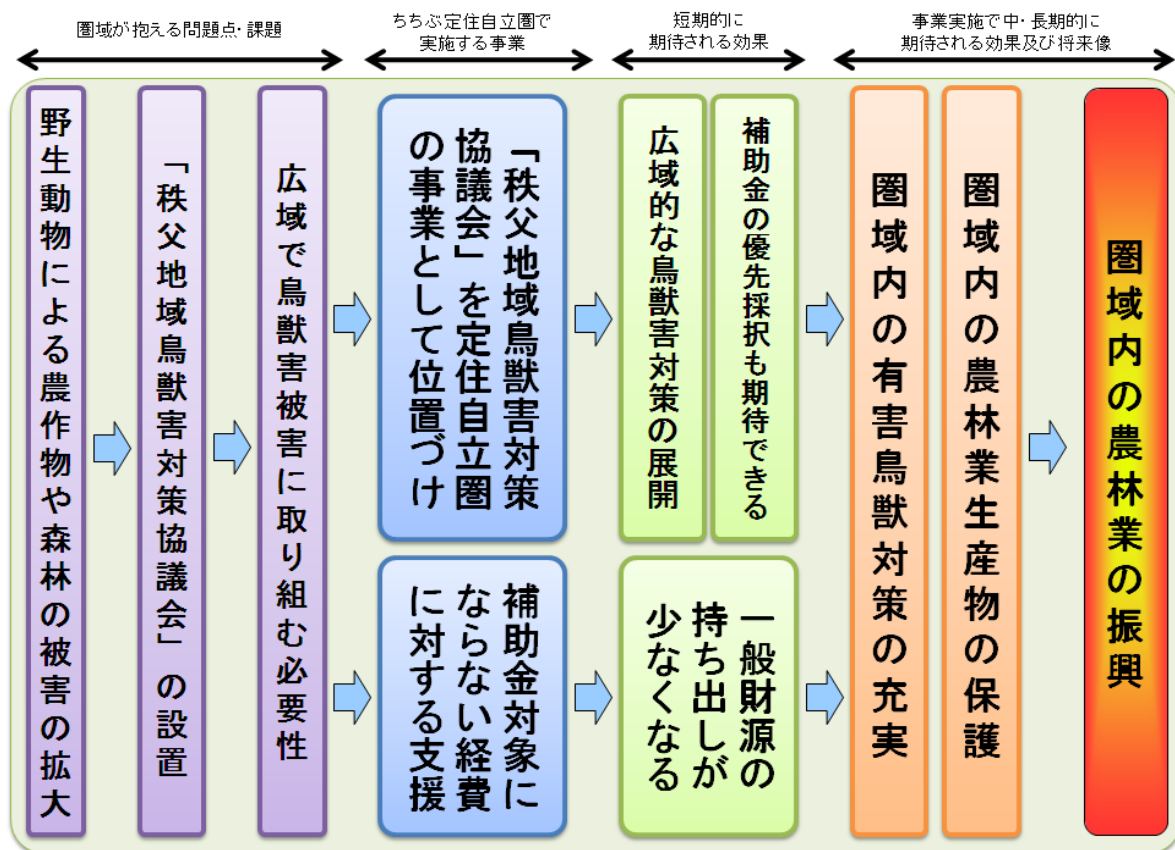 圏域が抱える問題点・課題
ちちぶ定住自立圏で
実施する事業
短期的に
期待される効果
事業実施で中・長期的に
期待される効果及び将来像
野生動物による農作物や森林の被害の拡大
「秩父地域鳥獣害対策協議会」の設置
広域で鳥獣害被害に取り組む必要性
「秩父地域鳥獣害対策
協議会」を定住自立圏
の事業として位置づけ
補助金対象に
ならない経費
に対する支援
補助金の優先採択も期待できる
広域的な鳥獣害対策の展開
一般財源の
持ち出しが
少なくなる
圏域内の有害鳥獣対策の充実
圏域内の農林業生産物の保護
圏域内の農林業の振興